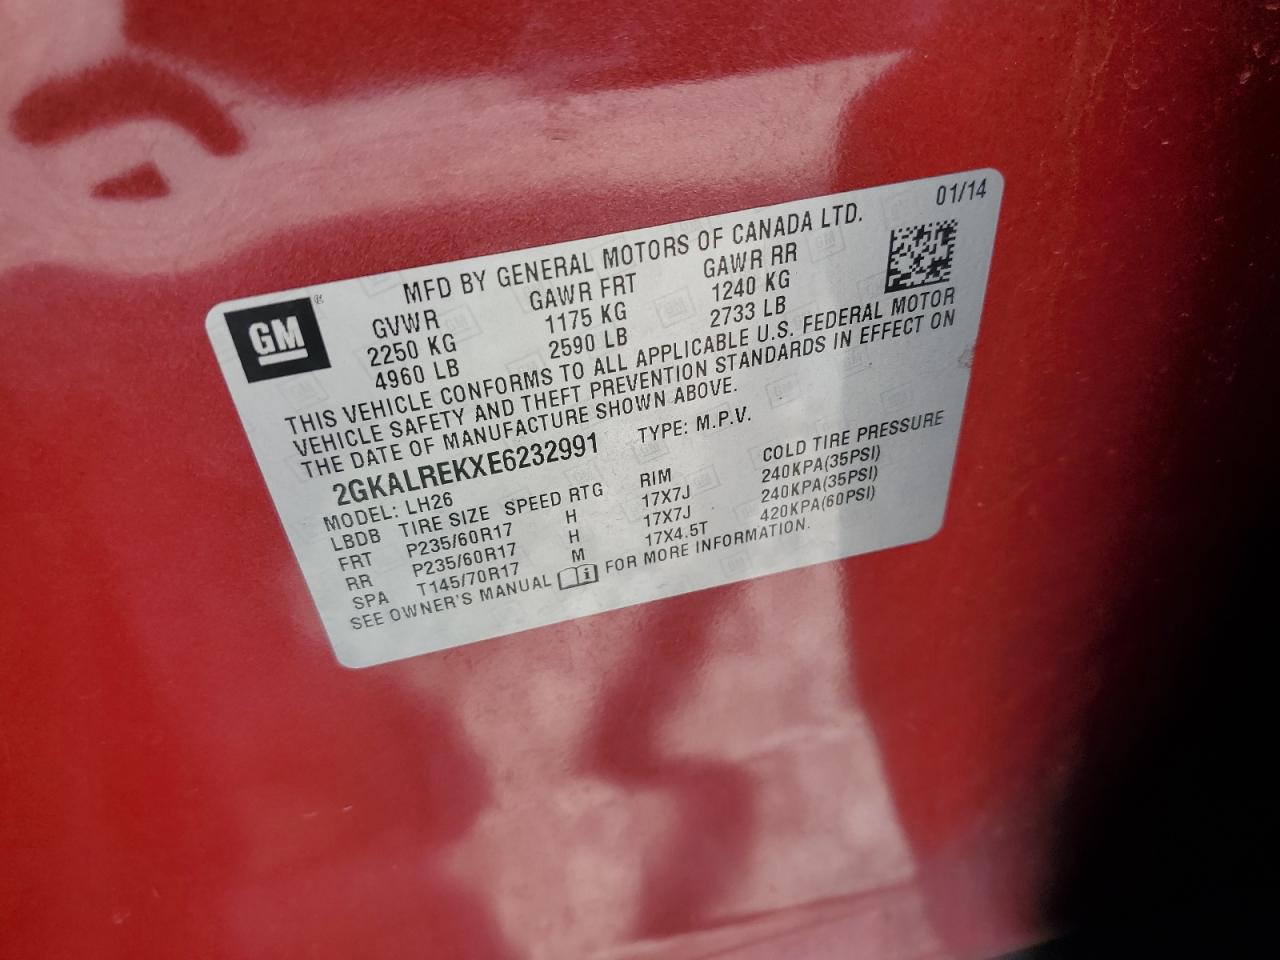 01/14
GM®
MFD BY GENERAL MOTORS OF CANADA LTD.
GVWR GAWR FRT GAWR RR
2250 KG 1175 KG 1240 KG
4960 LB 2590 LB 2733 LB
THIS VEHICLE CONFORMS TO ALL APPLICABLE U.S. FEDERAL MOTOR
VEHICLE SAFETY AND THEFT PREVENTION STANDARDS IN EFFECT ON
THE DATE OF MANUFACTURE SHOWN ABOVE.
2GKALREKXE6232991 TYPE: M.P.V.
MODEL: LH26
LBDB TIRE SIZE SPEED RTG RIM COLD TIRE PRESSURE
FRT P235/60R17 H 17X7J 240KPA(35PSI)
RR P235/60R17 H 17X7J 240KPA(35PSI)
SPA T145/70R17 M 17X4.5T 420KPA(60PSI)
SEE OWNER'S MANUAL FOR MORE INFORMATION.